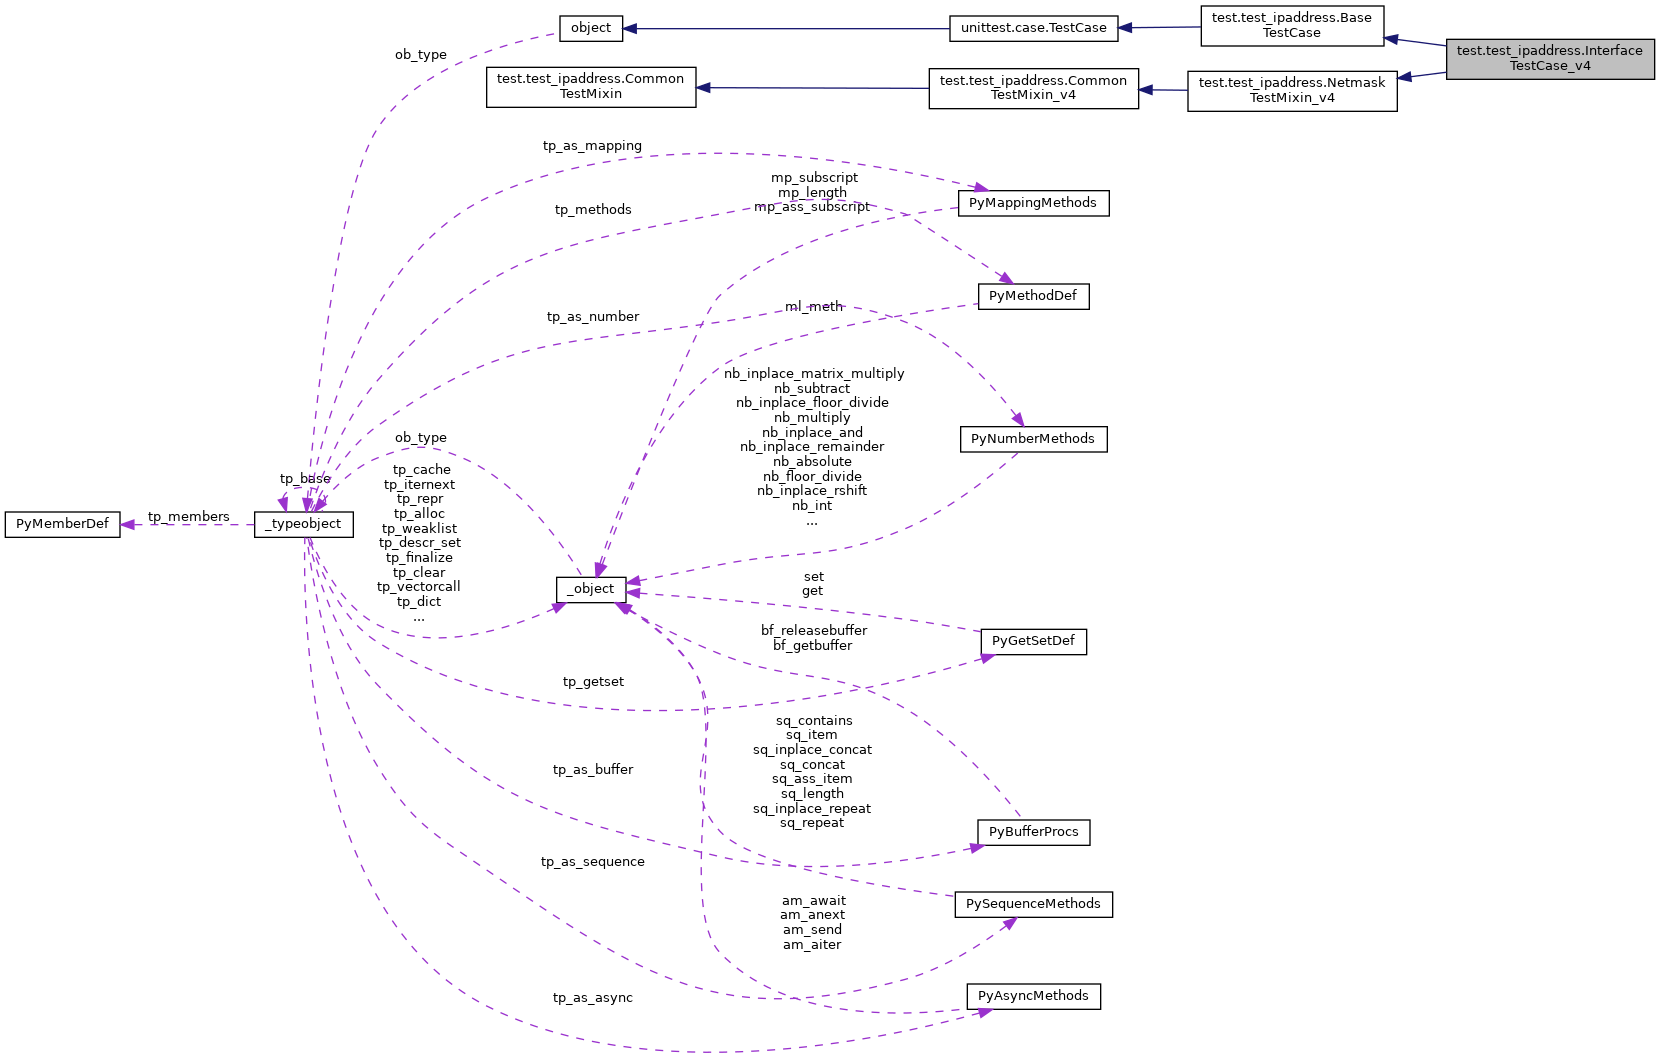 object
unittest.case.TestCase
test.test_ipaddress.Base
TestCase
test.test_ipaddress.Interface
TestCase_v4
ob_type
test.test_ipaddress.Common
TestMixin
test.test_ipaddress.Common
TestMixin_v4
test.test_ipaddress.Netmask
TestMixin_v4
tp_as_mapping
mp_subscript
mp_length
mp_ass_subscript
PyMappingMethods
tp_methods
PyMethodDef
ml_meth
tp_as_number
nb_inplace_matrix_multiply
nb_subtract
nb_inplace_floor_divide
nb_multiply
nb_inplace_and
nb_inplace_remainder
nb_absolute
nb_floor_divide
nb_inplace_rshift
nb_int
...
PyNumberMethods
ob_type
tp_cache
tp_iternext
tp_repr
tp_alloc
tp_weaklist
tp_descr_set
tp_finalize
tp_clear
tp_vectorcall
tp_dict
...
tp_base
PyMemberDef
tp_members
_typeobject
_object
set
get
PyGetSetDef
bf_releasebuffer
bf_getbuffer
tp_getset
sq_contains
sq_item
sq_inplace_concat
sq_concat
sq_ass_item
sq_length
sq_inplace_repeat
sq_repeat
tp_as_buffer
PyBufferProcs
tp_as_sequence
PySequenceMethods
am_await
am_anext
am_send
am_aiter
tp_as_async
PyAsyncMethods